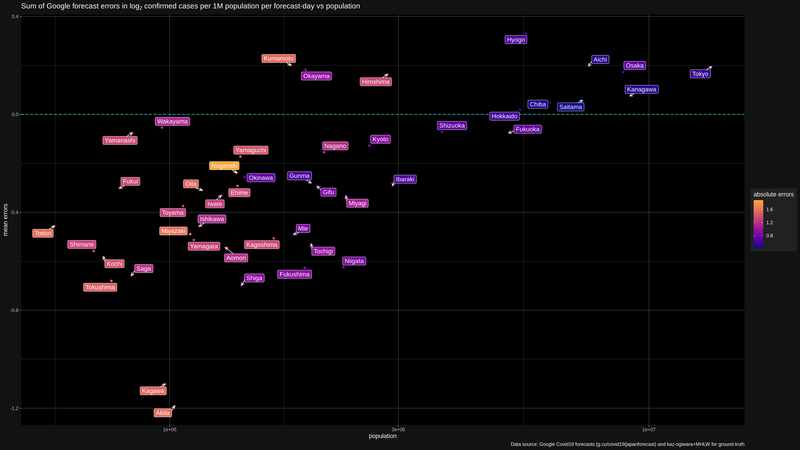 Sum of Google forecast errors in log2 confirmed cases per 1M population per forecast-day vs population
0.4
Hyogo
Kumamoto
Aichi
Osaka
Okayama
Tokyo
Hiroshima
Kanagawa
Chiba
Saitama
0.0
Hokkaido
Wakayama
Shizuoka
Fukuoka
Yamanashi
Kyoto
Nagano
Yamaguchi
Nagasaki
Gunma
Okinawa
Ibaraki
Fukui
Oita
Ehime
Gifu
Iwate
Miyagi
-0.4
Toyama
Ishikawa
Mie
Tottori
Miyazaki
Shimane
Yamagata
Kagoshima
Tochigi
Aomori
Kochi
Niigata
Saga
Fukushima
Shiga
Tokushima
-0.8
Kagawa
-1.2
Akita
mean errors
1e+06
3e+06
1e+07
population
absolute errors
1.6
1.2
0.8
Data source: Google Covid19 forecasts (g.co/covid19/japanforecast) and kaz-ogiwara+MHLW for ground-truth